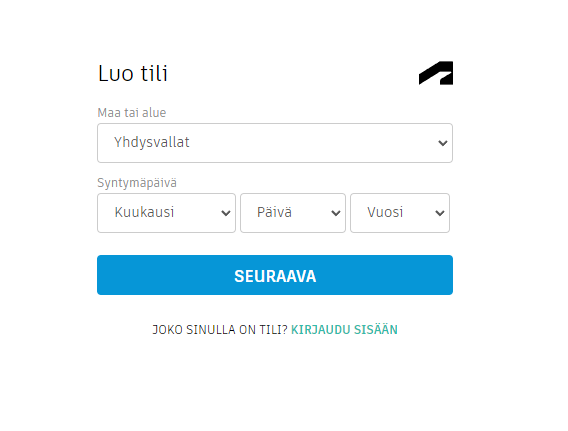 Luo tili
Maa tai alue
Yhdysvallat
Syntymäpäivä
Kuukausi Päivä Vuosi
SEURAAVA
JOKO SINULLA ON TILI? KIRJAUDU SISÄÄN